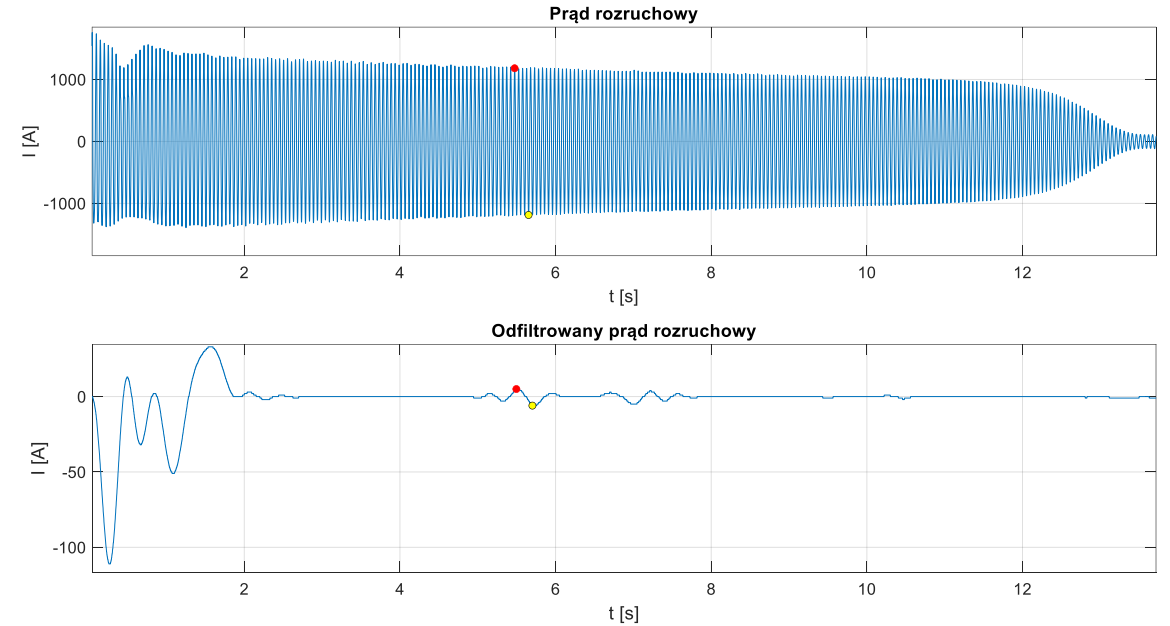 Prąd rozruchowy
1000
0
-1000
I [A]
2 4 6 8 10 12
t [s]
Odfiltrowany prąd rozruchowy
0
-50
-100
I [A]
2 4 6 8 10 12
t [s]